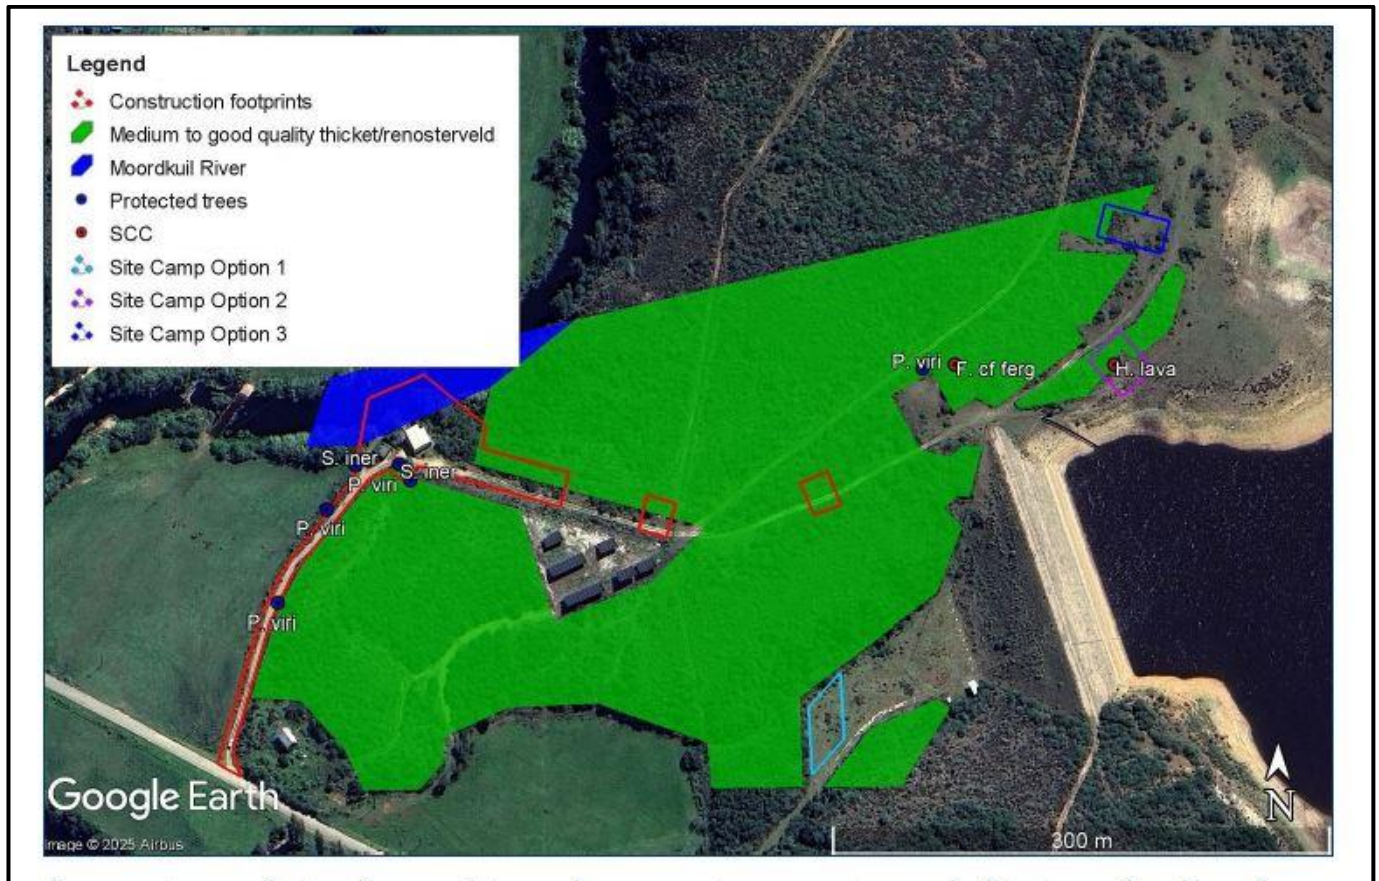 Legend
Construction footprints
Medium to good quality thicket/renosterveld
Moordkuil River
Protected trees
SCC
Site Camp Option 1
Site Camp Option 2
Site Camp Option 3
P. viri
F. cf ferg
H. lava
S. iner
S. iner
P. viri
P. viri
P. viri
Google Earth
N
Image © 2025 Airbus
300 m